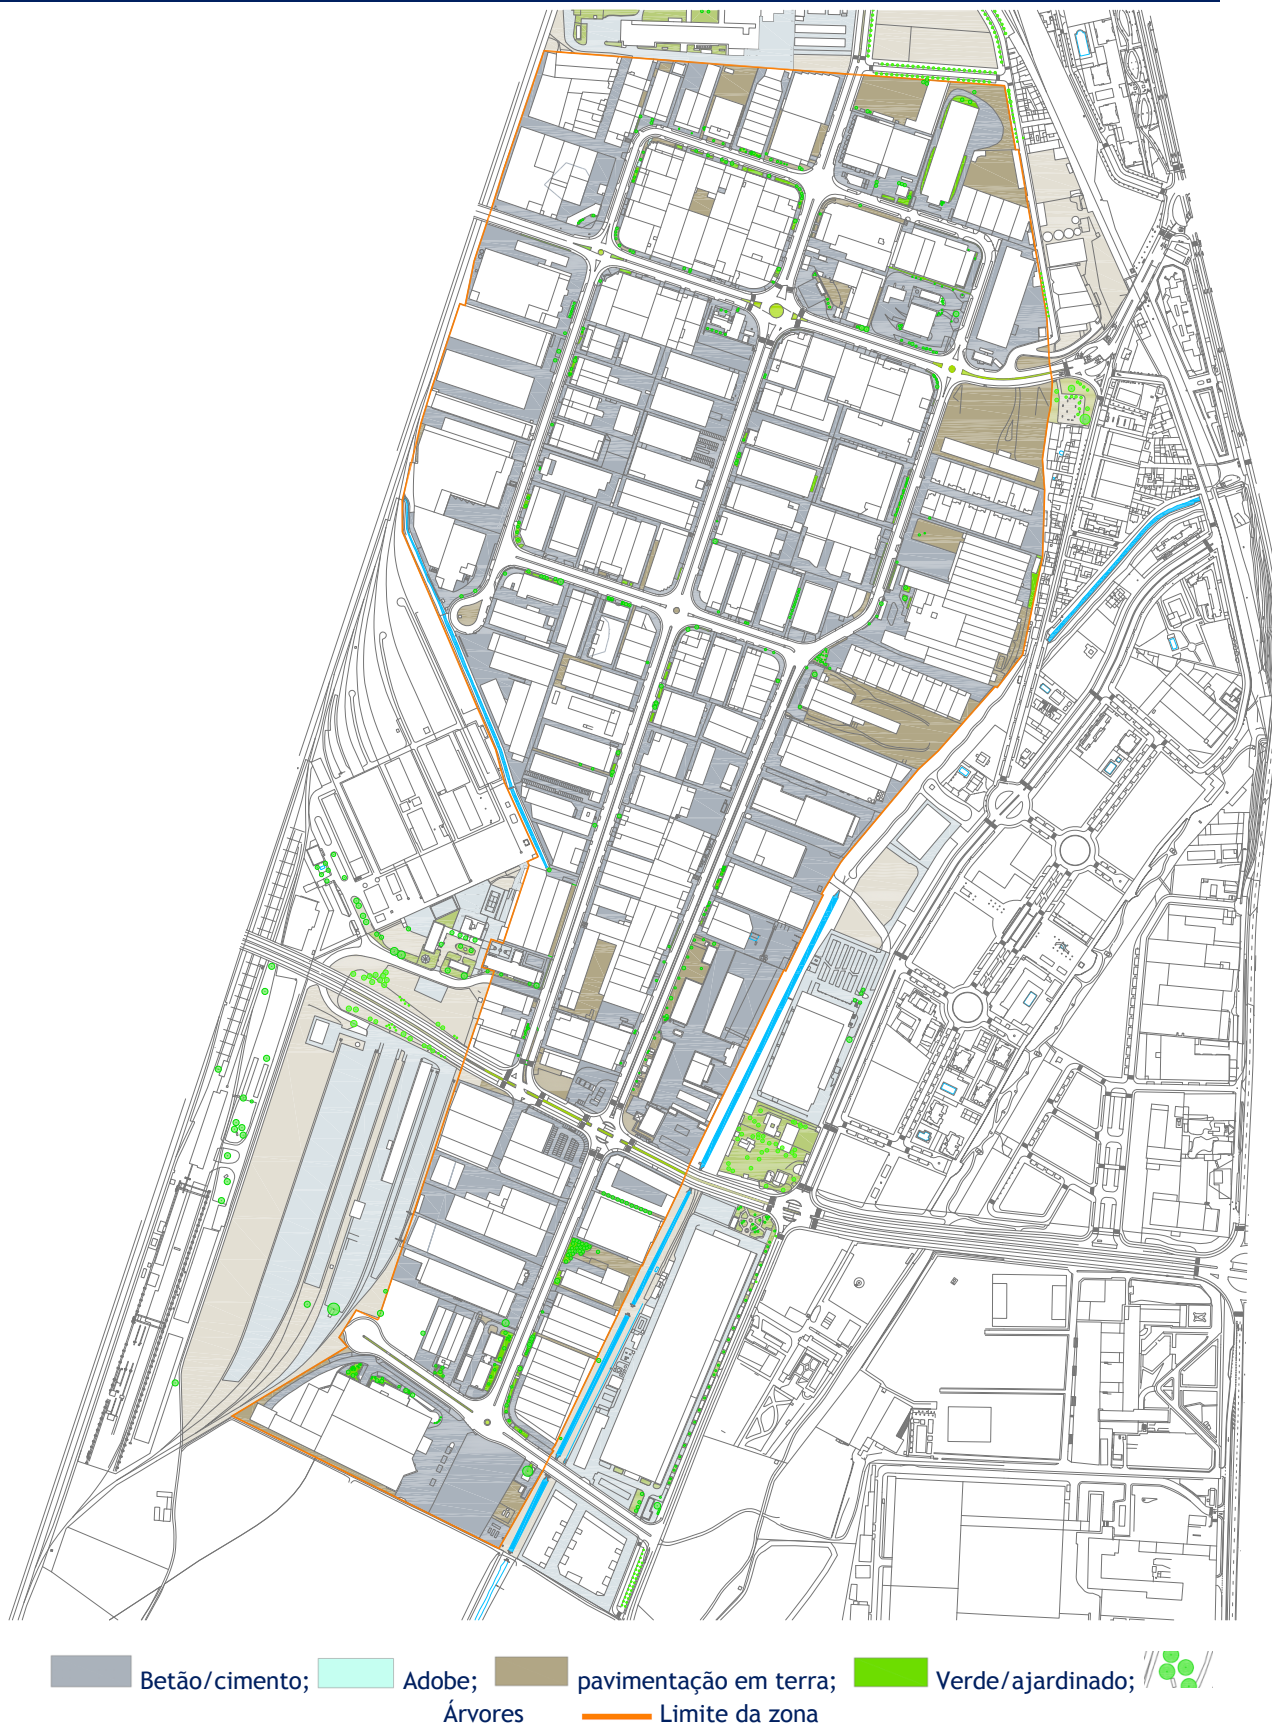 Betão/cimento; Adobe; pavimentação em terra; Verde/ajardinado;
Árvores Limite da zona